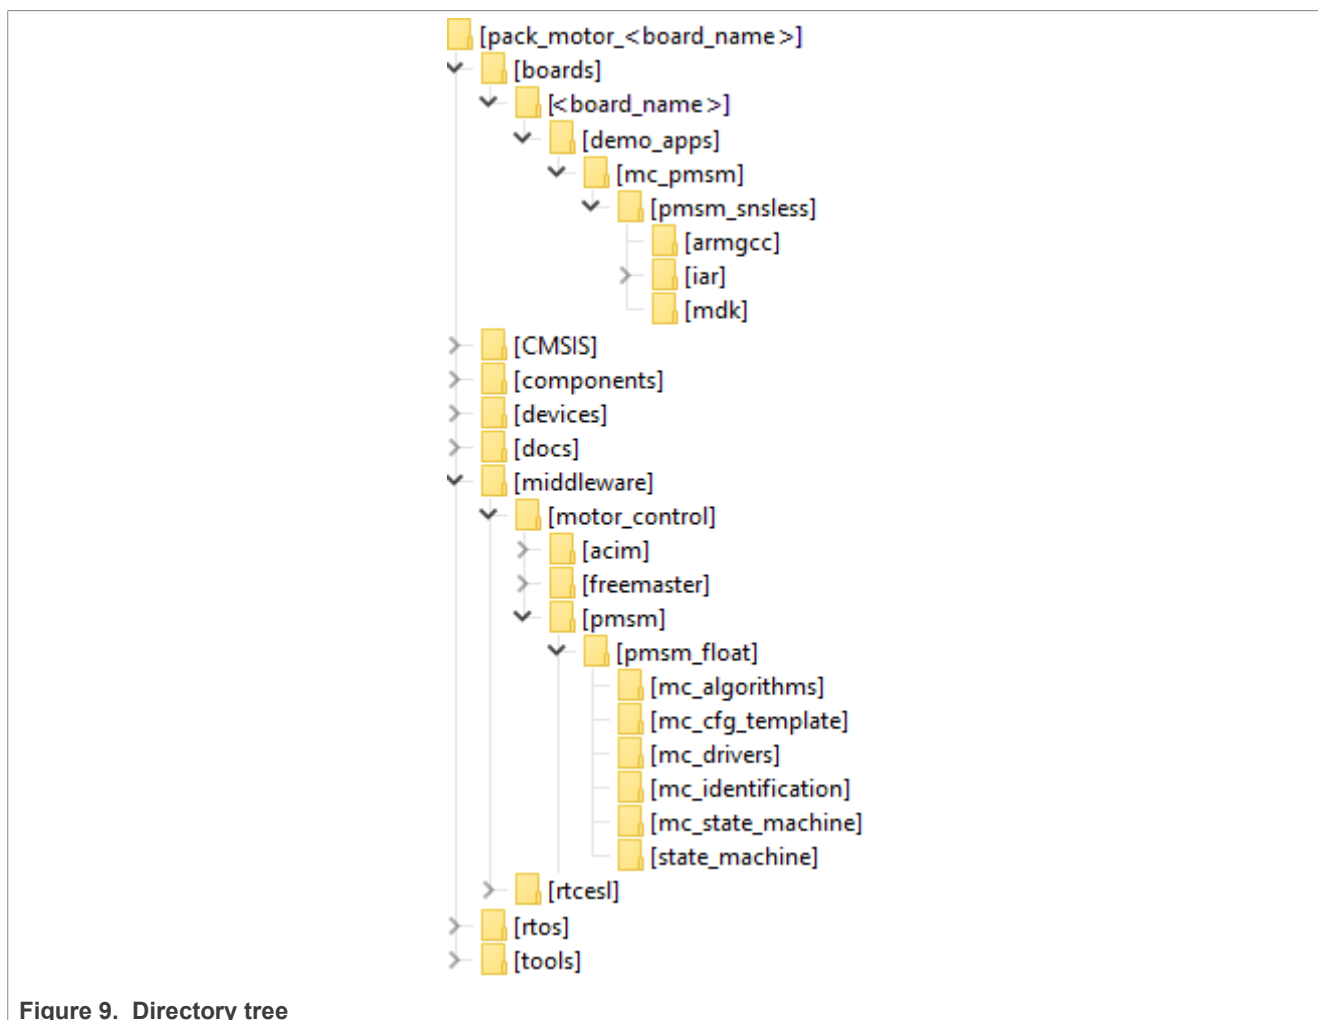 [pack_motor_<board_name>]
[boards]
[<board_name>]
[demo_apps]
[mc_pmsm]
[pmsm_snsless]
[armgcc]
[iar]
[mdk]
[CMSIS]
[components]
[devices]
[docs]
[middleware]
[motor_control]
[acim]
[freemaster]
[pmsm]
[pmsm_float]
[mc_algorithms]
[mc_cfg_template]
[mc_drivers]
[mc_identification]
[mc_state_machine]
[state_machine]
[rtcesl]
[rtos]
[tools]
Figure 9. Directory tree